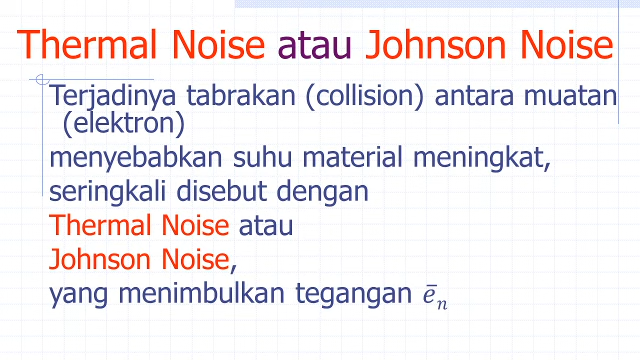 Thermal Noise atau Johnson Noise
Terjadinya tabrakan (collision) antara muatan
(elektron)
menyebabkan suhu material meningkat,
seringkali disebut dengan
Thermal Noise atau
Johnson Noise,
yang menimbulkan tegangan ē𝑛